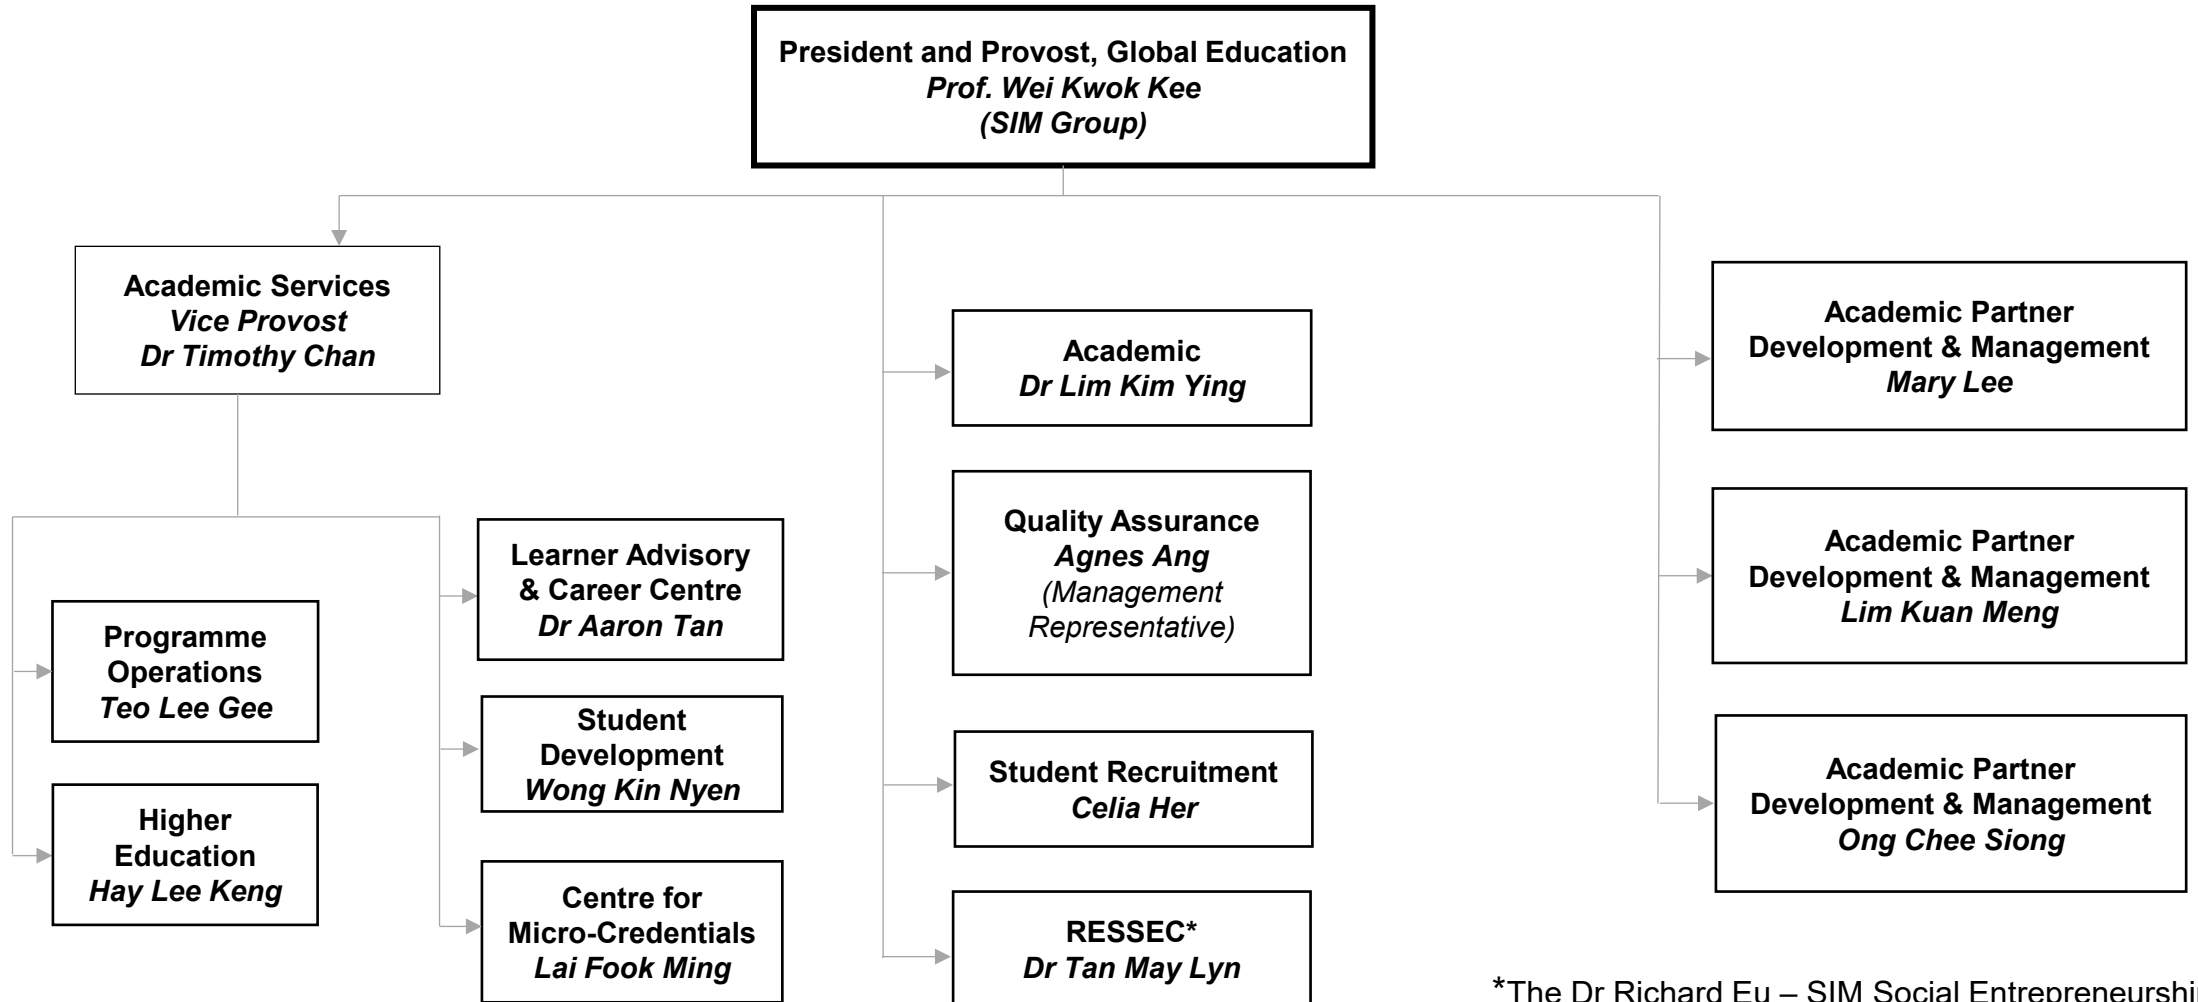 President and Provost, Global Education
Prof. Wei Kwok Kee
(SIM Group)
Academic Services
Vice Provost
Dr Timothy Chan
Programme
Operations
Teo Lee Gee
Higher
Education
Hay Lee Keng
Learner Advisory
& Career Centre
Dr Aaron Tan
Student
Development
Wong Kin Nyen
Centre for
Micro-Credentials
Lai Fook Ming
Academic
Dr Lim Kim Ying
Quality Assurance
Agnes Ang
(Management
Representative)
Student Recruitment
Celia Her
RESSEC*
Dr Tan May Lyn
Academic Partner
Development & Management
Mary Lee
Academic Partner
Development & Management
Lim Kuan Meng
Academic Partner
Development & Management
Ong Chee Siong
*The Dr Richard Eu – SIM Social